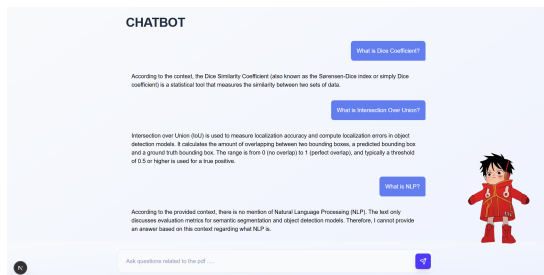 CHATBOT
What is Dice Coefficient?
According to the context, the Dice Similarity Coefficient (also known as the Sørensen-Dice index or simply Dice
coefficient) is a statistical tool that measures the similarity between two sets of data.
What is Intersection Over Union?
Intersection over Union (IoU) is used to measure localization accuracy and compute localization errors in object
detection models. It calculates the amount of overlapping between two bounding boxes, a predicted bounding box
and a ground truth bounding box. The range is from 0 (no overlap) to 1 (perfect overlap), and typically a threshold
of 0.5 or higher is used for a true positive.
What is NLP?
According to the provided context, there is no mention of Natural Language Processing (NLP). The text only
discusses evaluation metrics for semantic segmentation and object detection models. Therefore, I cannot provide
an answer based on this context regarding what NLP is.
Ask questions related to the pdf .....
N